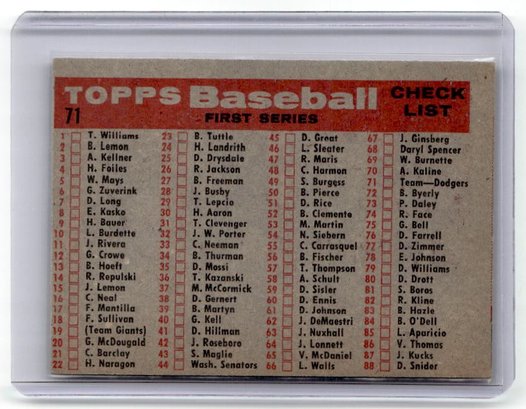 TOPPS Baseball
CHECK
LIST
71
FIRST SERIES
1 T. Williams
2 B. Lemon
3 A. Kellner
4 H. Foiles
5 W. Mays
6 G. Zuverink
7 D. Long
8 E. Kasko
9 H. Bauer
10 L. Burdette
11 J. Rivera
12 G. Crowe
13 B. Hoeft
14 R. Repulski
15 J. Lemon
16 C. Neal
17 F. Mantilla
18 F. Sullivan
19 (Team Giants)
20 G. McDougald
21 C. Barclay
22 H. Naragon
23 B. Tuttle
24 H. Landrith
25 D. Drysdale
26 R. Jackson
27 B. Freeman
28 J. Busby
29 T. Lepcio
30 H. Aaron
31 T. Clevenger
32 J. W. Porter
33 C. Neeman
34 B. Thurman
35 D. Mossi
36 T. Kazanski
37 M. McCormick
38 D. Gernert
39 B. Martyn
40 G. Kell
41 D. Hillman
42 J. Roseboro
43 S. Maglie
44 Wash. Senators
45 D. Groat
46 L. Sleater
47 R. Maris
48 C. Harmon
49 S. Burgess
50 B. Pierce
51 D. Rice
52 B. Clemente
53 M. Martin
54 N. Siebern
55 C. Carrasquel
56 B. Fischer
57 T. Thompson
58 A. Schult
59 D. Sisler
60 D. Ennis
61 D. Johnson
62 J. DeMaestri
63 J. Nuxhall
64 J. Lonnett
65 V. McDaniel
66 L. Walls
67 J. Ginsberg
68 Daryl Spencer
69 W. Burnette
70 A. Kaline
71 Team—Dodgers
72 B. Byerly
73 P. Daley
74 R. Face
75 G. Bell
76 D. Farrell
77 D. Zimmer
78 E. Johnson
79 D. Williams
80 D. Drott
81 S. Boros
82 R. Kline
83 B. Hazle
84 B. O'Dell
85 L. Aparicio
86 V. Thomas
87 J. Kucks
88 D. Snider